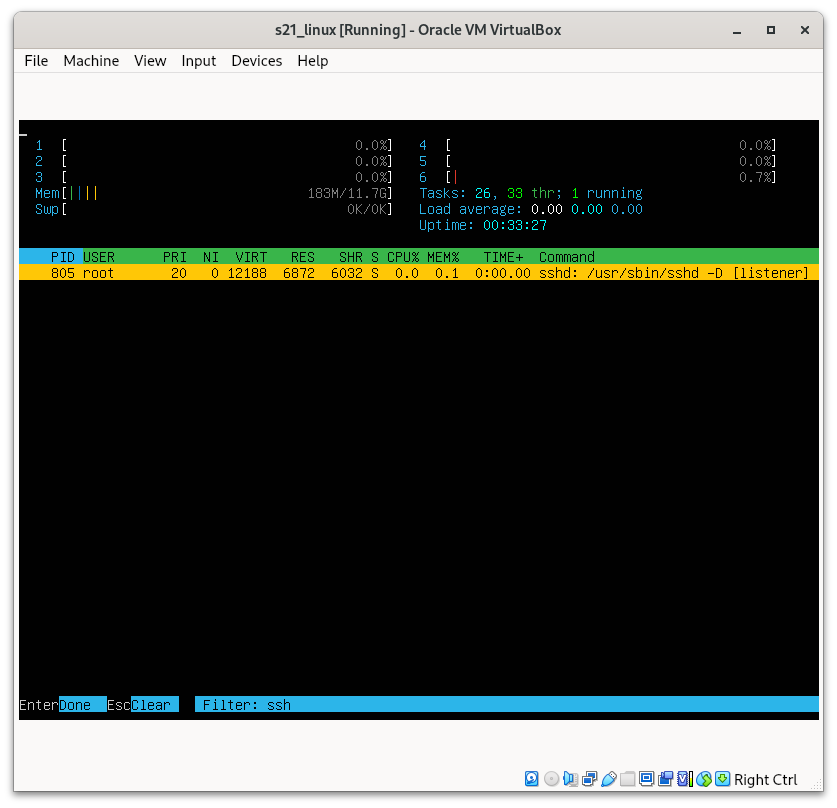 s21_linux [Running] - Oracle VM VirtualBox
File Machine View Input Devices Help
1 [ 0.0%] 4 [ 0.0%]
2 [ 0.0%] 5 [ 0.0%]
3 [ 0.0%] 6 [| 0.7%]
Mem[|||| 183M/11.7G] Tasks: 26, 33 thr; 1 running
Swp[ 0K/0K] Load average: 0.00 0.00 0.00
Uptime: 00:33:27
PID USER PRI NI VIRT RES SHR S CPU% MEM% TIME+ Command
805 root 20 0 12188 6872 6032 S 0.0 0.1 0:00.00 sshd: /usr/sbin/sshd -D [listener]
EnterDone EscClear Filter: ssh
Right Ctrl